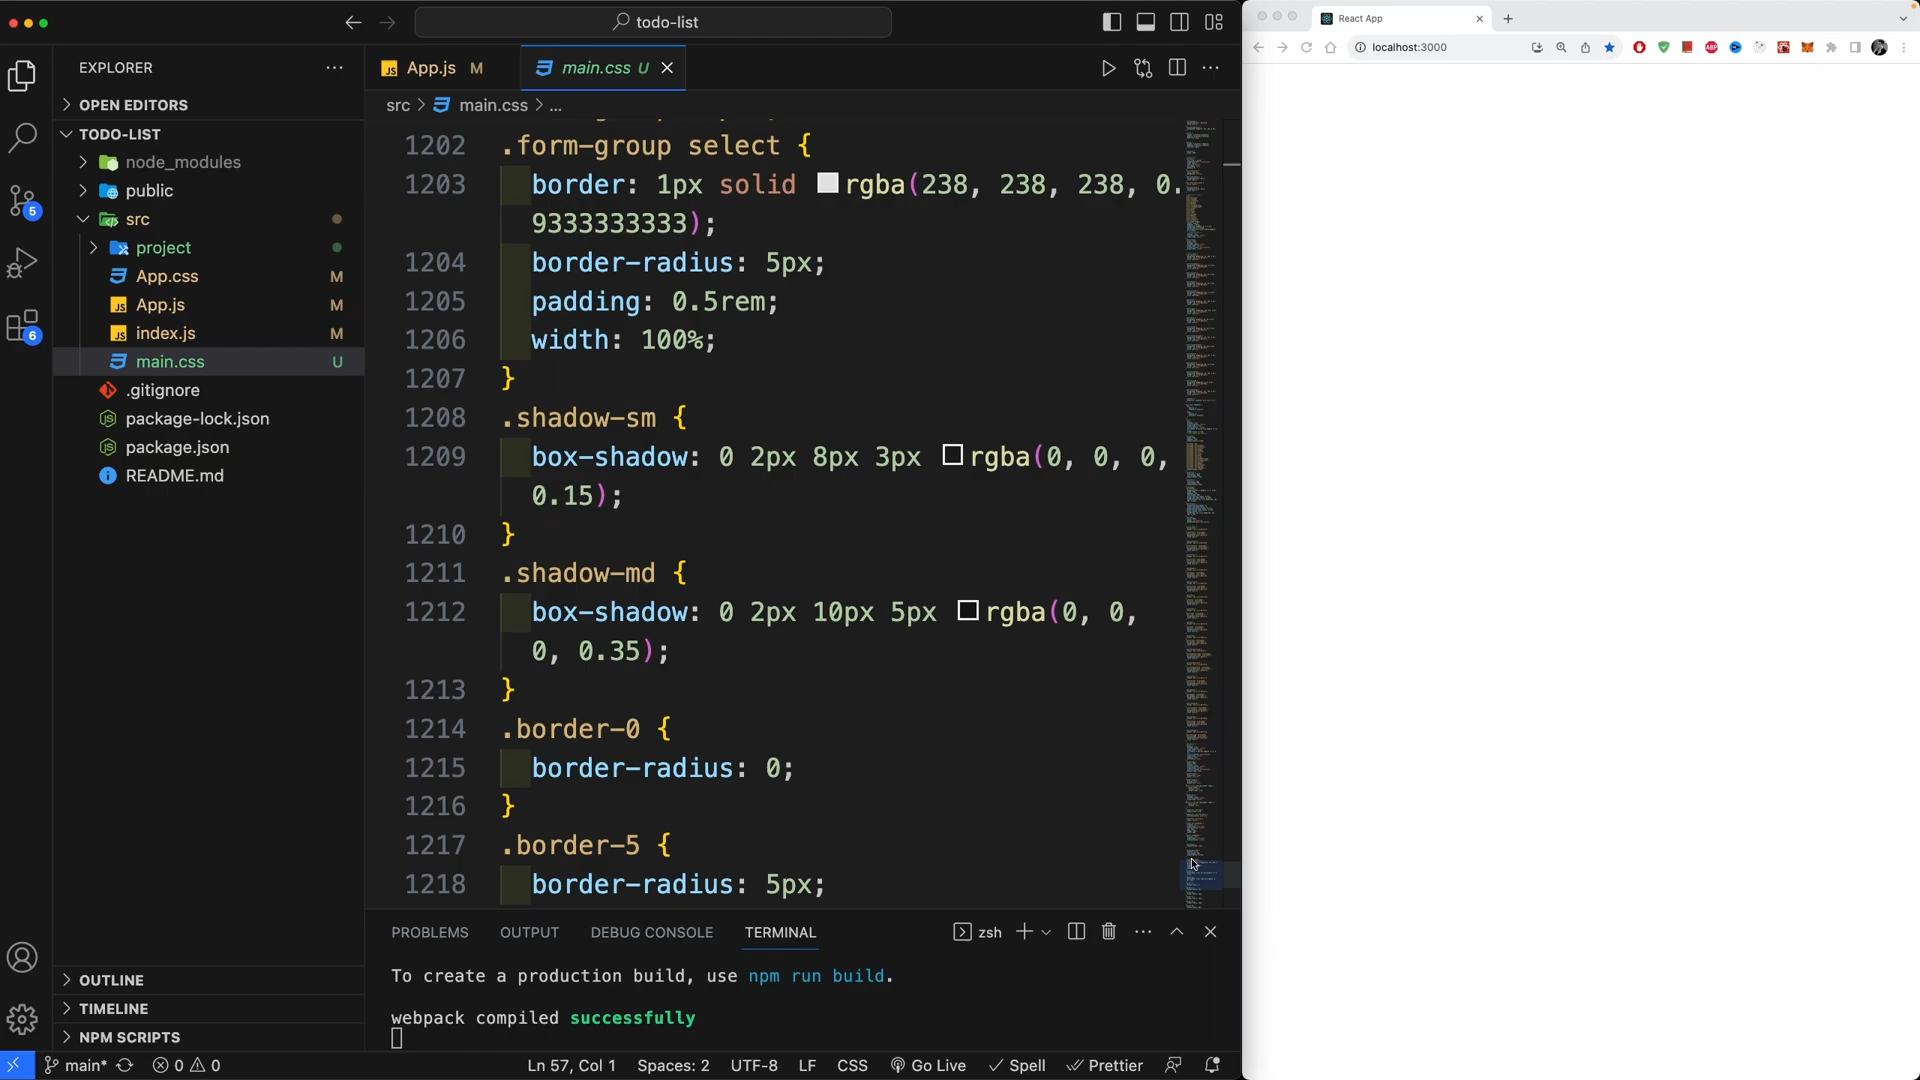 todo-list
EXPLORER
OPEN EDITORS
TODO-LIST
node_modules
public
src
project
App.css M
App.js M
index.js M
main.css U
.gitignore
package-lock.json
package.json
README.md
OUTLINE
TIMELINE
NPM SCRIPTS
5
6
JS App.js M
main.css U
src > main.css > ...
1202 .form-group select {
1203 border: 1px solid rgba(238, 238, 238, 0.
9333333333);
1204 border-radius: 5px;
1205 padding: 0.5rem;
1206 width: 100%;
1207 }
1208 .shadow-sm {
1209 box-shadow: 0 2px 8px 3px rgba(0, 0, 0,
0.15);
1210 }
1211 .shadow-md {
1212 box-shadow: 0 2px 10px 5px rgba(0, 0,
0, 0.35);
1213 }
1214 .border-0 {
1215 border-radius: 0;
1216 }
1217 .border-5 {
1218 border-radius: 5px;
PROBLEMS OUTPUT DEBUG CONSOLE TERMINAL
zsh
To create a production build, use npm run build.
webpack compiled successfully
main* 0 0
Ln 57, Col 1 Spaces: 2 UTF-8 LF CSS Go Live Spell Prettier
React App
localhost:3000
ABP